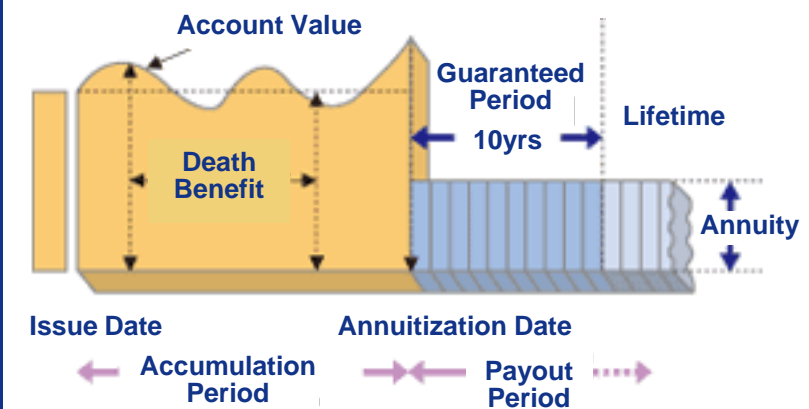 Account Value
Guaranteed
Period
10yrs
Lifetime
Death
Benefit
Annuity
Issue Date
Annuitization Date
Accumulation
Period
Payout
Period